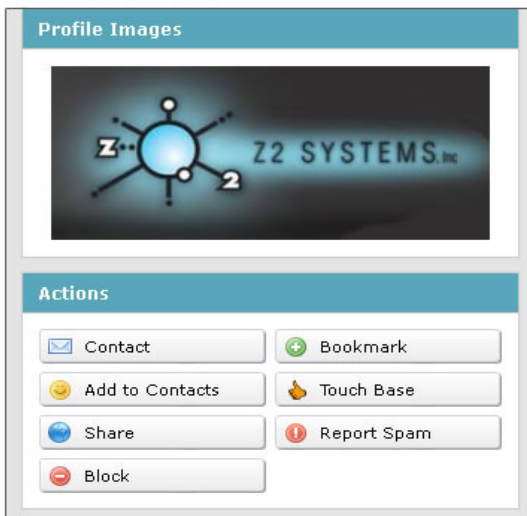 Profile Images
Z
2
Z2 SYSTEMS, Inc
Actions
Contact
Bookmark
Add to Contacts
Touch Base
Share
Report Spam
Block